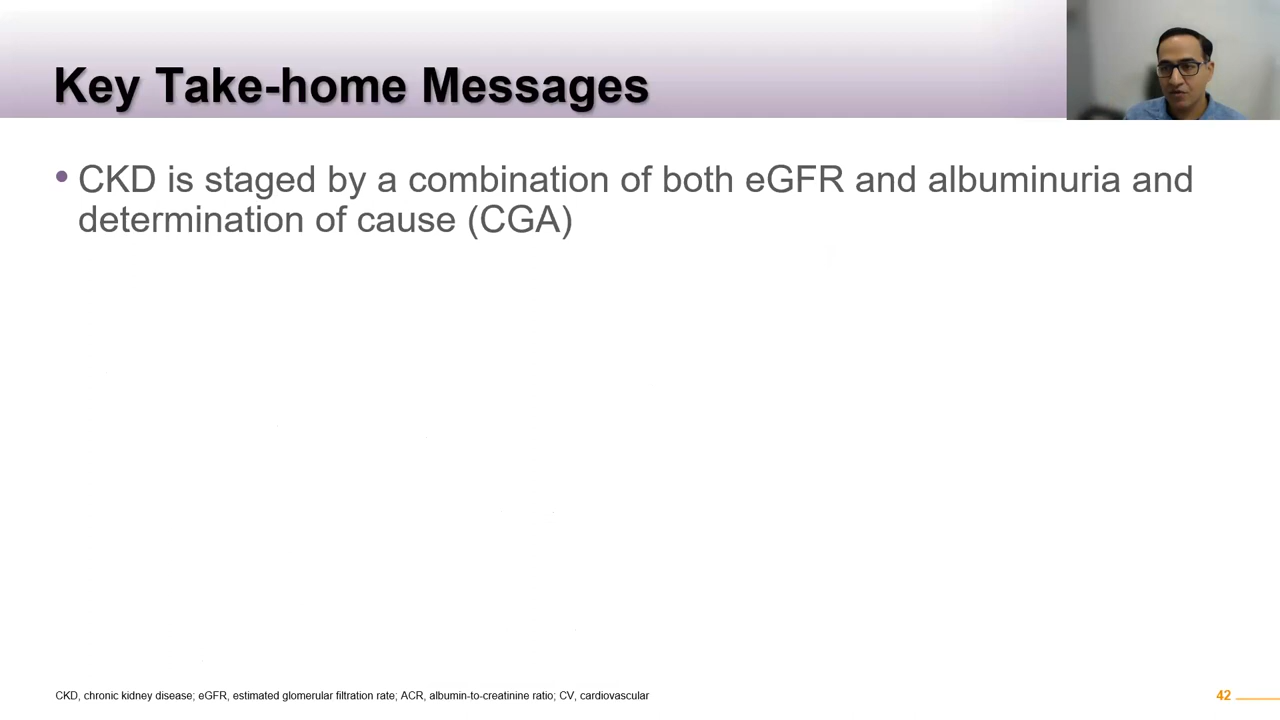 Key Take-home Messages
• CKD is staged by a combination of both eGFR and albuminuria and
determination of cause (CGA)
CKD, chronic kidney disease; eGFR, estimated glomerular filtration rate; ACR, albumin-to-creatinine ratio; CV, cardiovascular
42